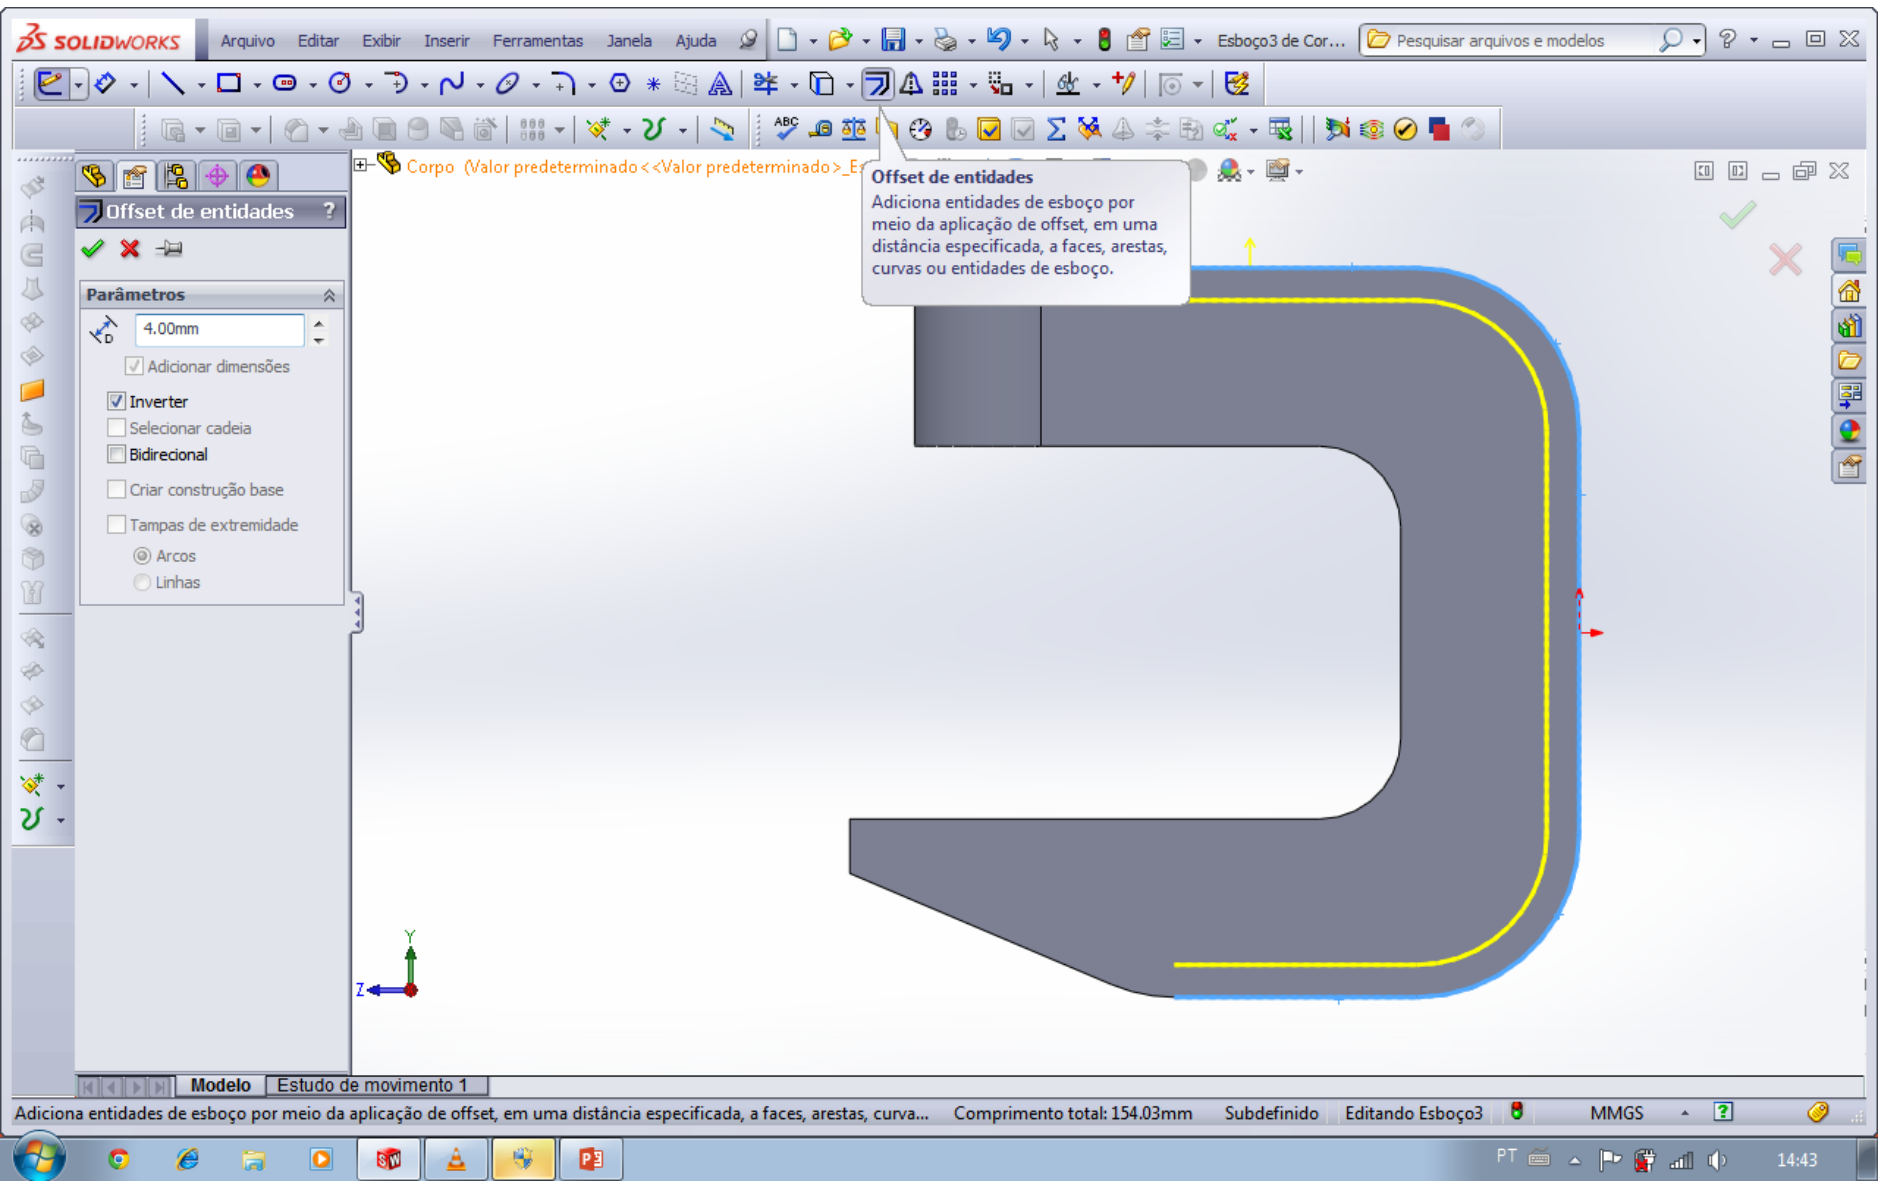 SOLIDWORKS Arquivo Editar Exibir Inserir Ferramentas Janela Ajuda Esboço3 de Cor... Pesquisar arquivos e modelos
ABC
Corpo (Valor predeterminado<<Valor predeterminado>_E
Offset de entidades
Adiciona entidades de esboço por
meio da aplicação de offset, em uma
distância especificada, a faces, arestas,
curvas ou entidades de esboço.
Offset de entidades ?
Parâmetros
D 4.00mm
Adicionar dimensões
Inverter
Selecionar cadeia
Bidirecional
Criar construção base
Tampas de extremidade
Arcos
Linhas
Y
Z
Modelo Estudo de movimento 1
Adiciona entidades de esboço por meio da aplicação de offset, em uma distância especificada, a faces, arestas, curva... Comprimento total: 154.03mm Subdefinido Editando Esboço3 MMGS
PT 14:43